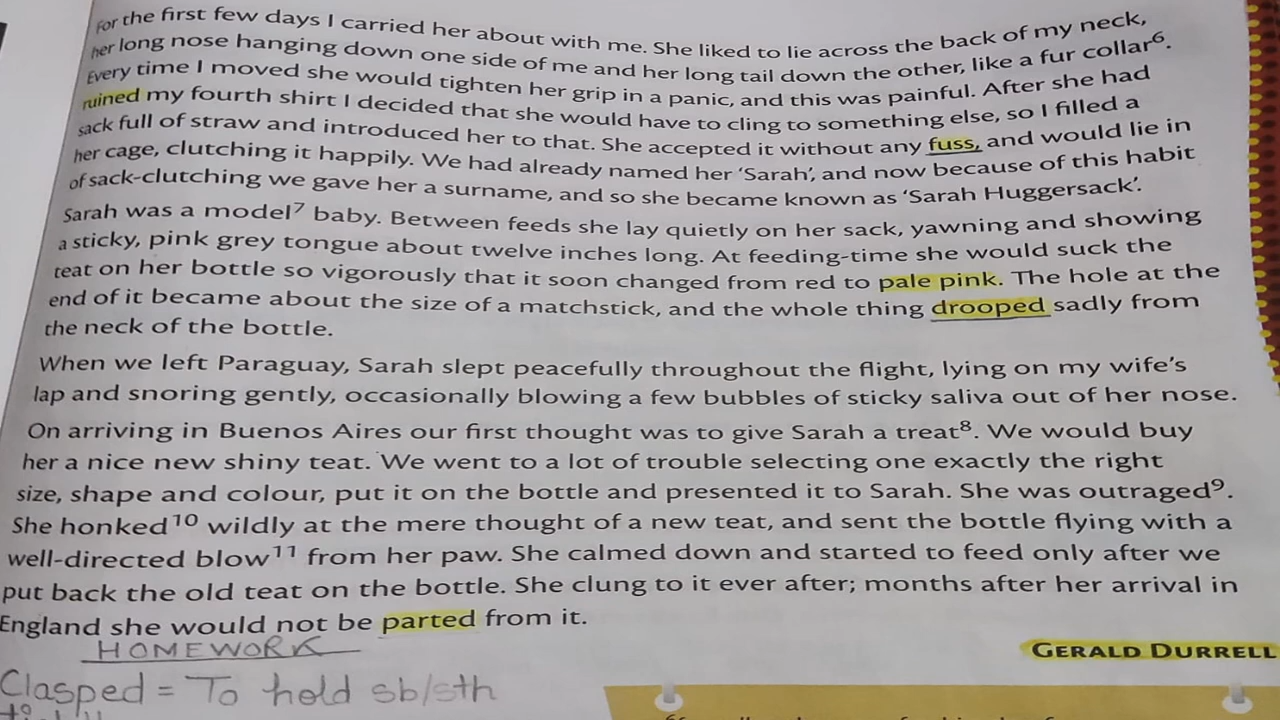 For the first few days I carried her about with me. She liked to lie across the back of my neck,
her long nose hanging down one side of me and her long tail down the other, like a fur collar⁶.
Every time I moved she would tighten her grip in a panic, and this was painful. After she had
ruined my fourth shirt I decided that she would have to cling to something else, so I filled a
sack full of straw and introduced her to that. She accepted it without any fuss, and would lie in
her cage, clutching it happily. We had already named her ‘Sarah’, and now because of this habit
of sack-clutching we gave her a surname, and so she became known as ‘Sarah Huggersack’.
Sarah was a model⁷ baby. Between feeds she lay quietly on her sack, yawning and showing
a sticky, pink grey tongue about twelve inches long. At feeding-time she would suck the
teat on her bottle so vigorously that it soon changed from red to pale pink. The hole at the
end of it became about the size of a matchstick, and the whole thing drooped sadly from
the neck of the bottle.
When we left Paraguay, Sarah slept peacefully throughout the flight, lying on my wife’s
lap and snoring gently, occasionally blowing a few bubbles of sticky saliva out of her nose.
On arriving in Buenos Aires our first thought was to give Sarah a treat⁸. We would buy
her a nice new shiny teat. We went to a lot of trouble selecting one exactly the right
size, shape and colour, put it on the bottle and presented it to Sarah. She was outraged⁹.
She honked¹⁰ wildly at the mere thought of a new teat, and sent the bottle flying with a
well-directed blow¹¹ from her paw. She calmed down and started to feed only after we
put back the old teat on the bottle. She clung to it ever after; months after her arrival in
England she would not be parted from it.
HOMEWORK
GERALD DURRELL
Clasped = To hold sb/sth